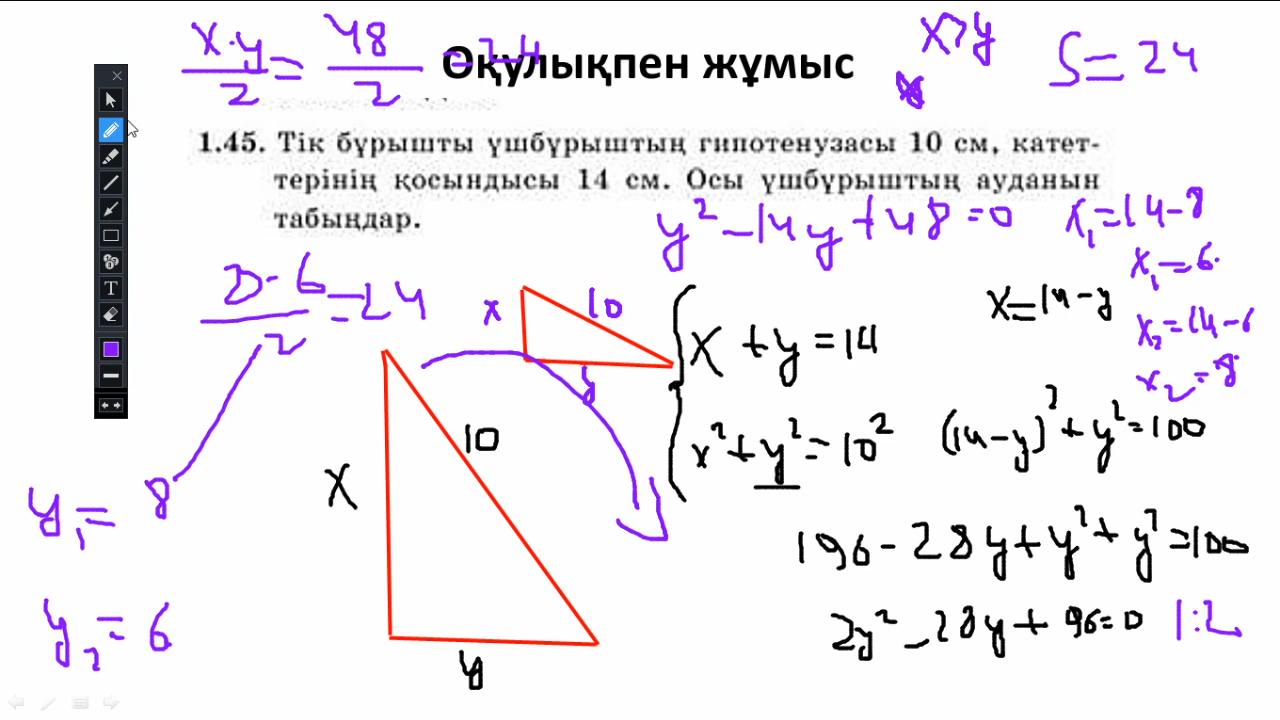 x·y/2 = 48/2 = 24
Оқулықпен жұмыс
x>y
S=24
1.45. Тік бұрышты үшбұрыштың гипотенузасы 10 см, катет-
терінің қосындысы 14 см. Осы үшбұрыштың ауданын
табыңдар.
y²-14y+48=0
x₁=14-8
x₁=6
x₂=14-6
x₂=8
·6/2=24
x
10
y
x+y=14
x=14-y
x²+y²=10²
(14-y)²+y²=100
10
x
y
y₁=8
y₂=6
196-28y+y²+y²=100
2y²-28y+96=0 |:2
T